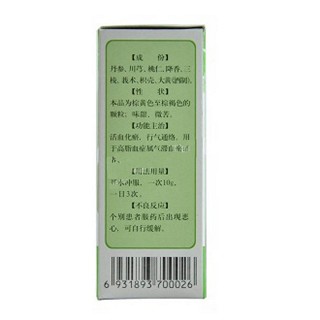 【成 份】
丹参、川芎、桃仁、降香、三
棱、莪术、枳壳、大黄(酒制)。
【性 状】
本品为棕黄色至棕褐色的
颗粒；味甜、微苦。
【功能主治】
活血化瘀，行气通络，用
于高脂血症属气滞血
者。
【用法用量】
冲服，一次10g，
一日3次。
【不良反应】
个别患者服药后出现恶
心，可自行缓解。
6 931893 700026